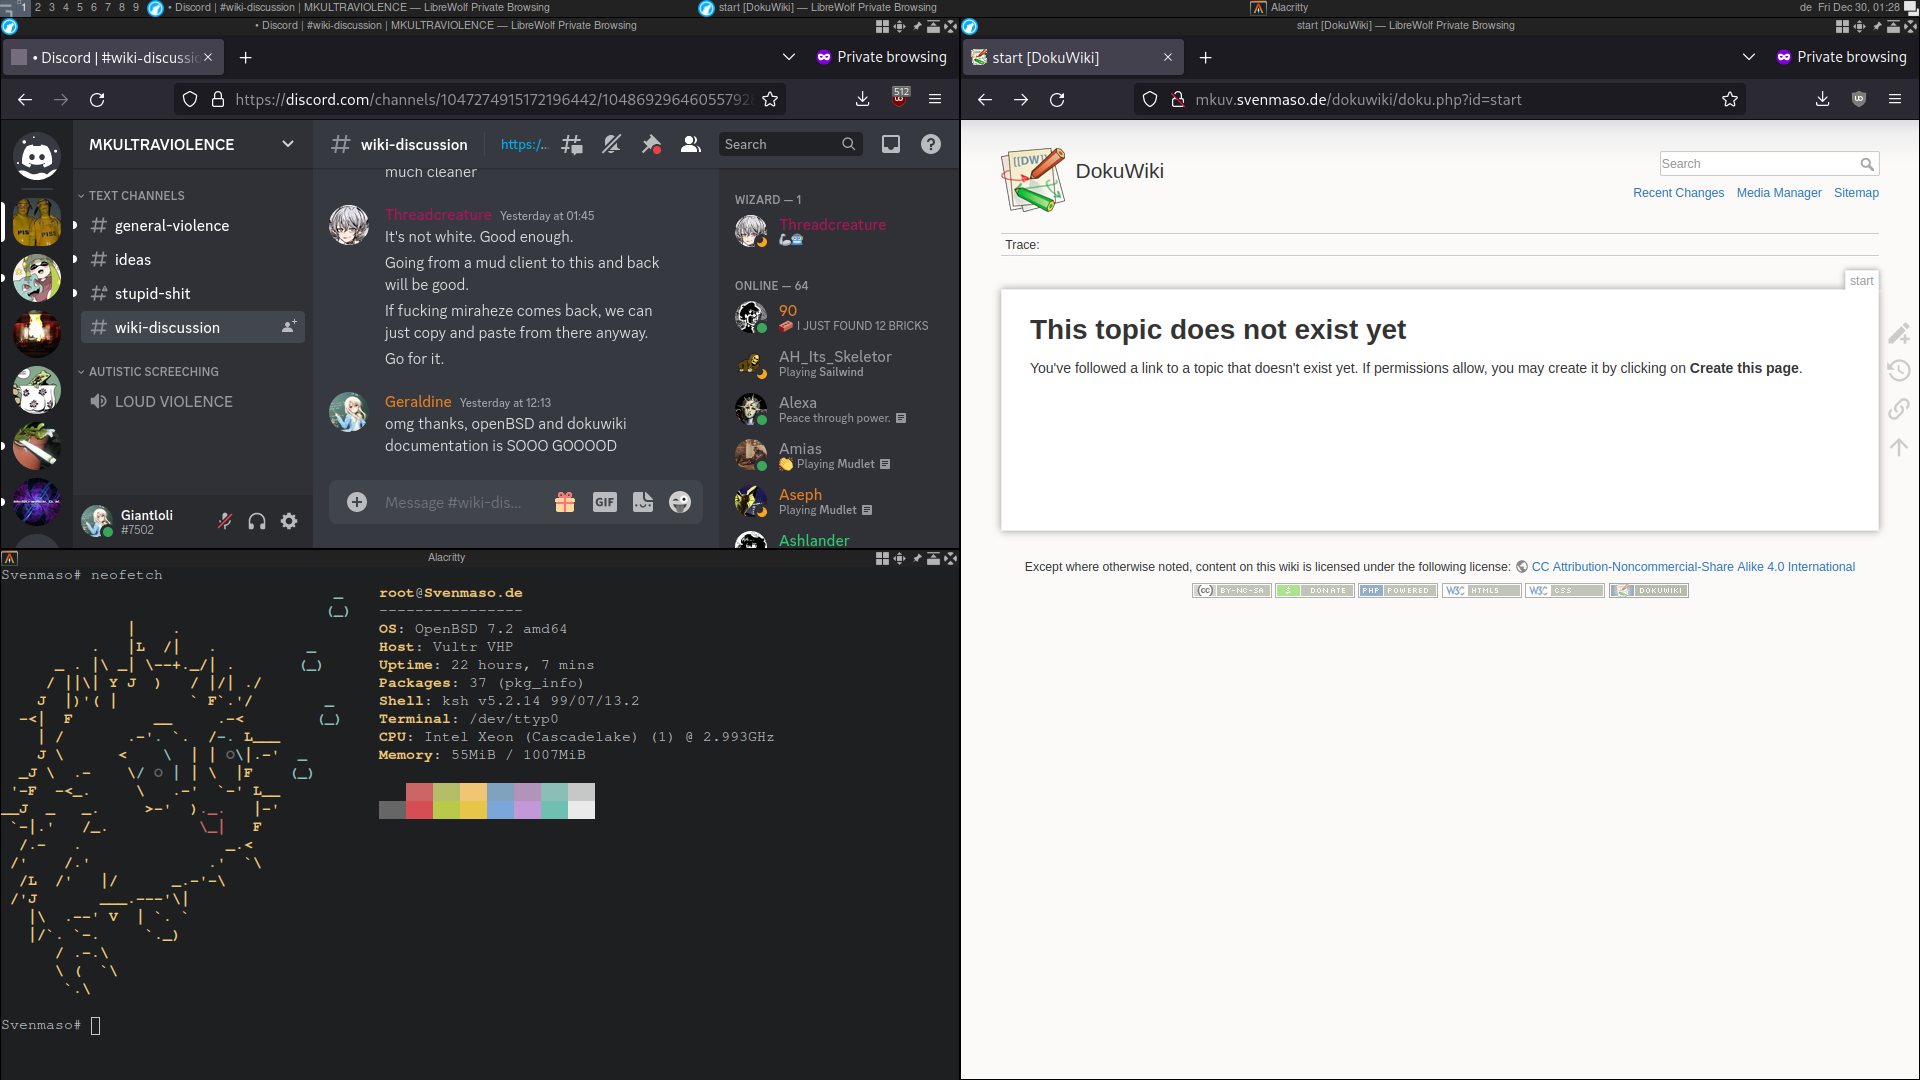 1 2 3 4 5 6 7 8 9 • Discord | #wiki-discussion | MKULTRAVIOLENCE — LibreWolf Private Browsing start [DokuWiki] — LibreWolf Private Browsing Alacritty de Fri Dec 30, 01:28
• Discord | #wiki-discussion | MKULTRAVIOLENCE — LibreWolf Private Browsing
• Discord | #wiki-discussi
Private browsing
https://discord.com/channels/1047274915172196442/104869296460557928
512
MKULTRAVIOLENCE
TEXT CHANNELS
general-violence
ideas
stupid-shit
wiki-discussion
AUTISTIC SCREECHING
LOUD VIOLENCE
Giantloli
#7502
wiki-discussion https:/... Search
much cleaner
Threadcreature Yesterday at 01:45
It's not white. Good enough.
Going from a mud client to this and back
will be good.
If fucking miraheze comes back, we can
just copy and paste from there anyway.
Go for it.
Geraldine Yesterday at 12:13
omg thanks, openBSD and dokuwiki
documentation is SOOO GOOOOD
Message #wiki-dis...
GIF
WIZARD — 1
Threadcreature
ONLINE — 64
90
I JUST FOUND 12 BRICKS
AH_Its_Skeletor
Playing Sailwind
Alexa
Peace through power.
Amias
Playing Mudlet
Aseph
Playing Mudlet
Ashlander
Alacritty
Svenmaso# neofetch
root@Svenmaso.de
----------------
OS: OpenBSD 7.2 amd64
Host: Vultr VHP
Uptime: 22 hours, 7 mins
Packages: 37 (pkg_info)
Shell: ksh v5.2.14 99/07/13.2
Terminal: /dev/ttyp0
CPU: Intel Xeon (Cascadelake) (1) @ 2.993GHz
Memory: 55MiB / 1007MiB
Svenmaso#
start [DokuWiki] — LibreWolf Private Browsing
start [DokuWiki]
Private browsing
mkuv.svenmaso.de/dokuwiki/doku.php?id=start
[[DW]]
DokuWiki
Search
Recent Changes Media Manager Sitemap
Trace:
start
This topic does not exist yet
You've followed a link to a topic that doesn't exist yet. If permissions allow, you may create it by clicking on Create this page.
Except where otherwise noted, content on this wiki is licensed under the following license: CC Attribution-Noncommercial-Share Alike 4.0 International
cc BY-NC-SA $ DONATE PHP POWERED W3C HTML5 W3C CSS DOKUWIKI